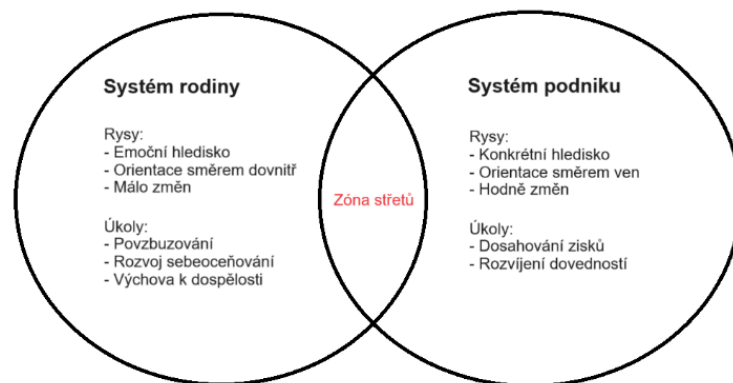 Systém rodiny
Rysy:
- Emoční hledisko
- Orientace směrem dovnitř
- Málo změn
Úkoly:
- Povzbuzování
- Rozvoj sebeoceňování
- Výchova k dospělosti
Zóna střetů
Systém podniku
Rysy:
- Konkrétní hledisko
- Orientace směrem ven
- Hodně změn
Úkoly:
- Dosahování zisků
- Rozvíjení dovedností